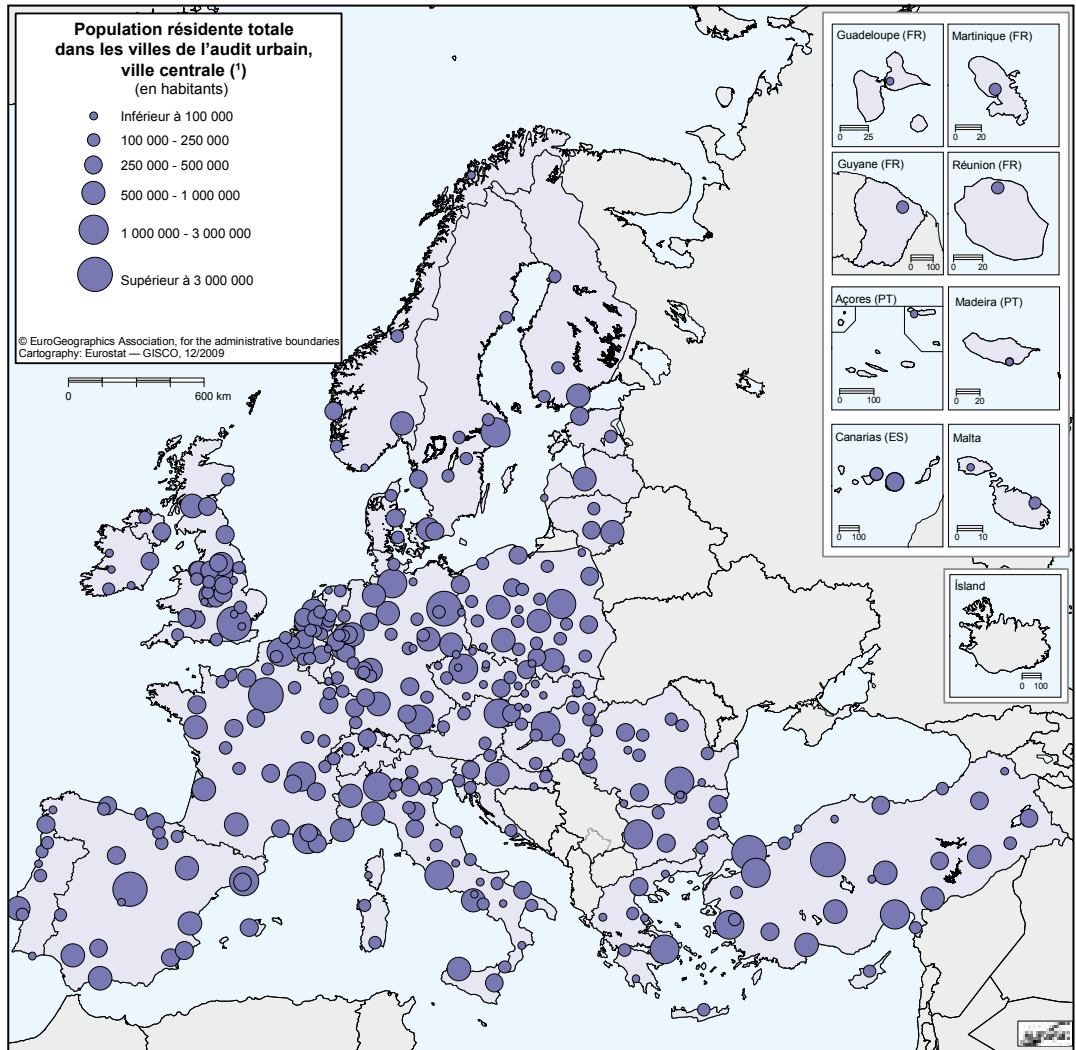 Population résidente totale
dans les villes de l'audit urbain,
ville centrale (¹)
(en habitants)
Inférieur à 100 000
100 000 - 250 000
250 000 - 500 000
500 000 - 1 000 000
1 000 000 - 3 000 000
Supérieur à 3 000 000
© EuroGeographics Association, for the administrative boundaries
Cartography: Eurostat — GISCO, 12/2009
0 600 km
Guadeloupe (FR)
0 25
Martinique (FR)
0 20
Guyane (FR)
0 100
Réunion (FR)
0 20
Açores (PT)
0 100
Madeira (PT)
0 20
Canarias (ES)
0 100
Malta
0 10
Ísland
0 100